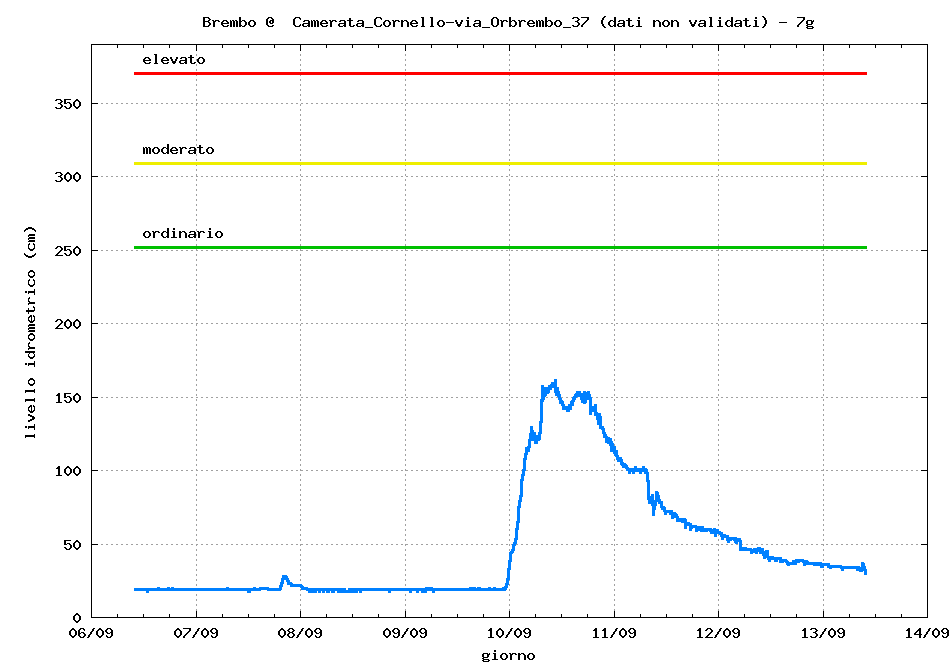 Brembo @  Camerata_Cornello-via_Orbrembo_37 (dati non validati) - 7g
elevato
350
moderato
300
ordinario
250
livello idrometrico (cm)
200
150
100
50
0
06/09 07/09 08/09 09/09 10/09 11/09 12/09 13/09 14/09
giorno